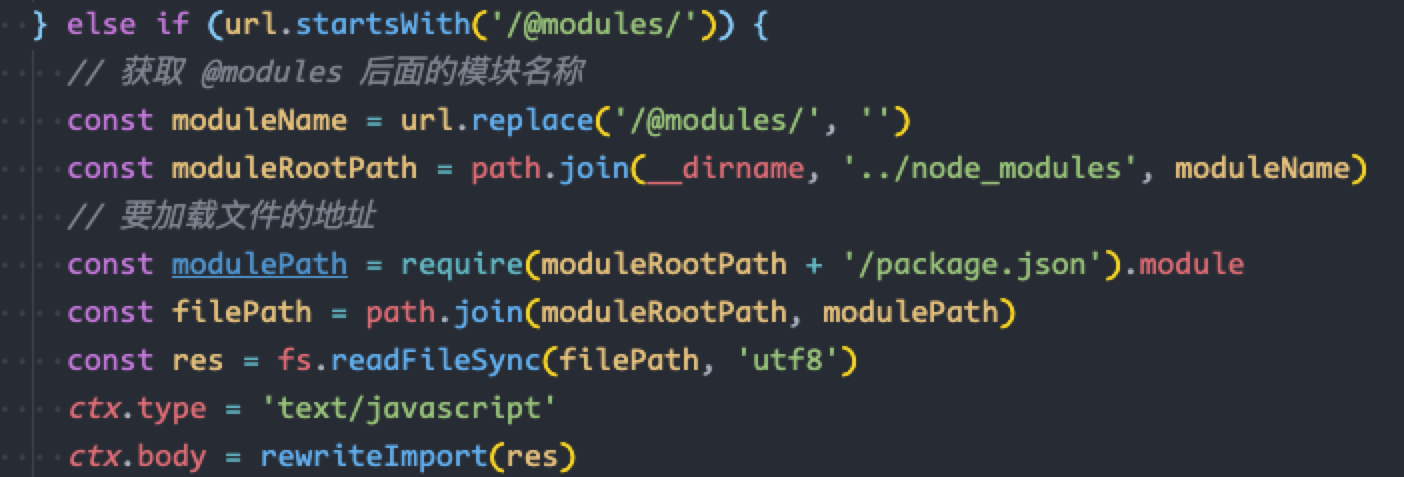 } else if (url.startsWith('/@modules/')) {
// 获取 @modules 后面的模块名称
const moduleName = url.replace('/@modules/', '')
const moduleRootPath = path.join(__dirname, '../node_modules', moduleName)
// 要加载文件的地址
const modulePath = require(moduleRootPath + '/package.json').module
const filePath = path.join(moduleRootPath, modulePath)
const res = fs.readFileSync(filePath, 'utf8')
ctx.type = 'text/javascript'
ctx.body = rewriteImport(res)